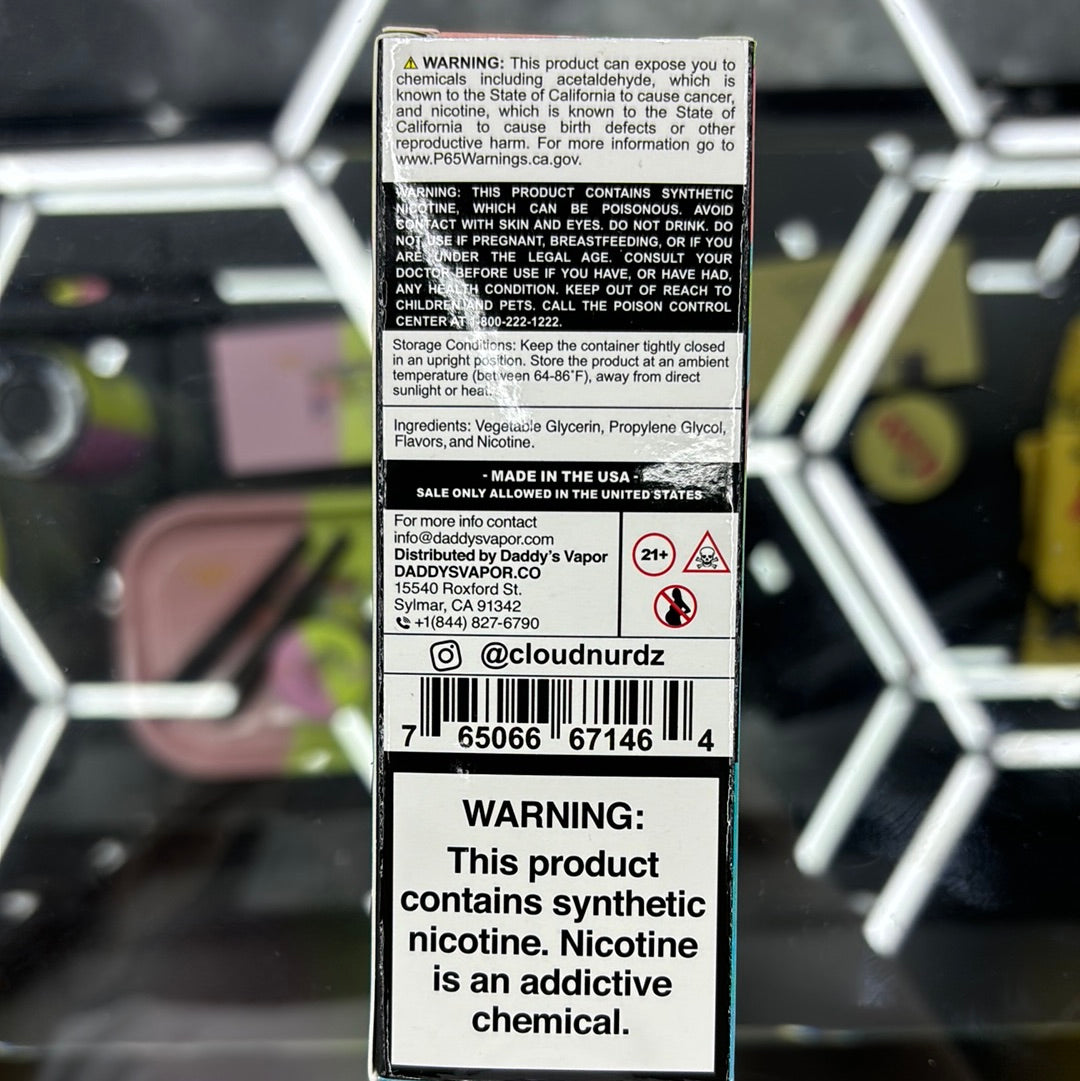 ⚠ WARNING: This product can expose you to
chemicals including acetaldehyde, which is
known to the State of California to cause cancer,
and nicotine, which is known to the State of
California to cause birth defects or other
reproductive harm. For more information go to
www.P65Warnings.ca.gov.
WARNING: THIS PRODUCT CONTAINS SYNTHETIC
NICOTINE, WHICH CAN BE POISONOUS. AVOID
CONTACT WITH SKIN AND EYES. DO NOT DRINK. DO
NOT USE IF PREGNANT, BREASTFEEDING, OR IF YOU
ARE UNDER THE LEGAL AGE. CONSULT YOUR
DOCTOR BEFORE USE IF YOU HAVE, OR HAVE HAD,
ANY HEALTH CONDITION. KEEP OUT OF REACH TO
CHILDREN AND PETS. CALL THE POISON CONTROL
CENTER AT 1-800-222-1222.
Storage Conditions: Keep the container tightly closed
in an upright position. Store the product at an ambient
temperature (between 64-86°F), away from direct
sunlight or heat.
Ingredients: Vegetable Glycerin, Propylene Glycol,
Flavors, and Nicotine.
- MADE IN THE USA -
SALE ONLY ALLOWED IN THE UNITED STATES
For more info contact
info@daddysvapor.com
Distributed by Daddy's Vapor
DADDYSVAPOR.CO
15540 Roxford St.
Sylmar, CA 91342
+1(844) 827-6790
21+
@cloudnurdz
7 65066 67146 4
WARNING:
This product
contains synthetic
nicotine. Nicotine
is an addictive
chemical.